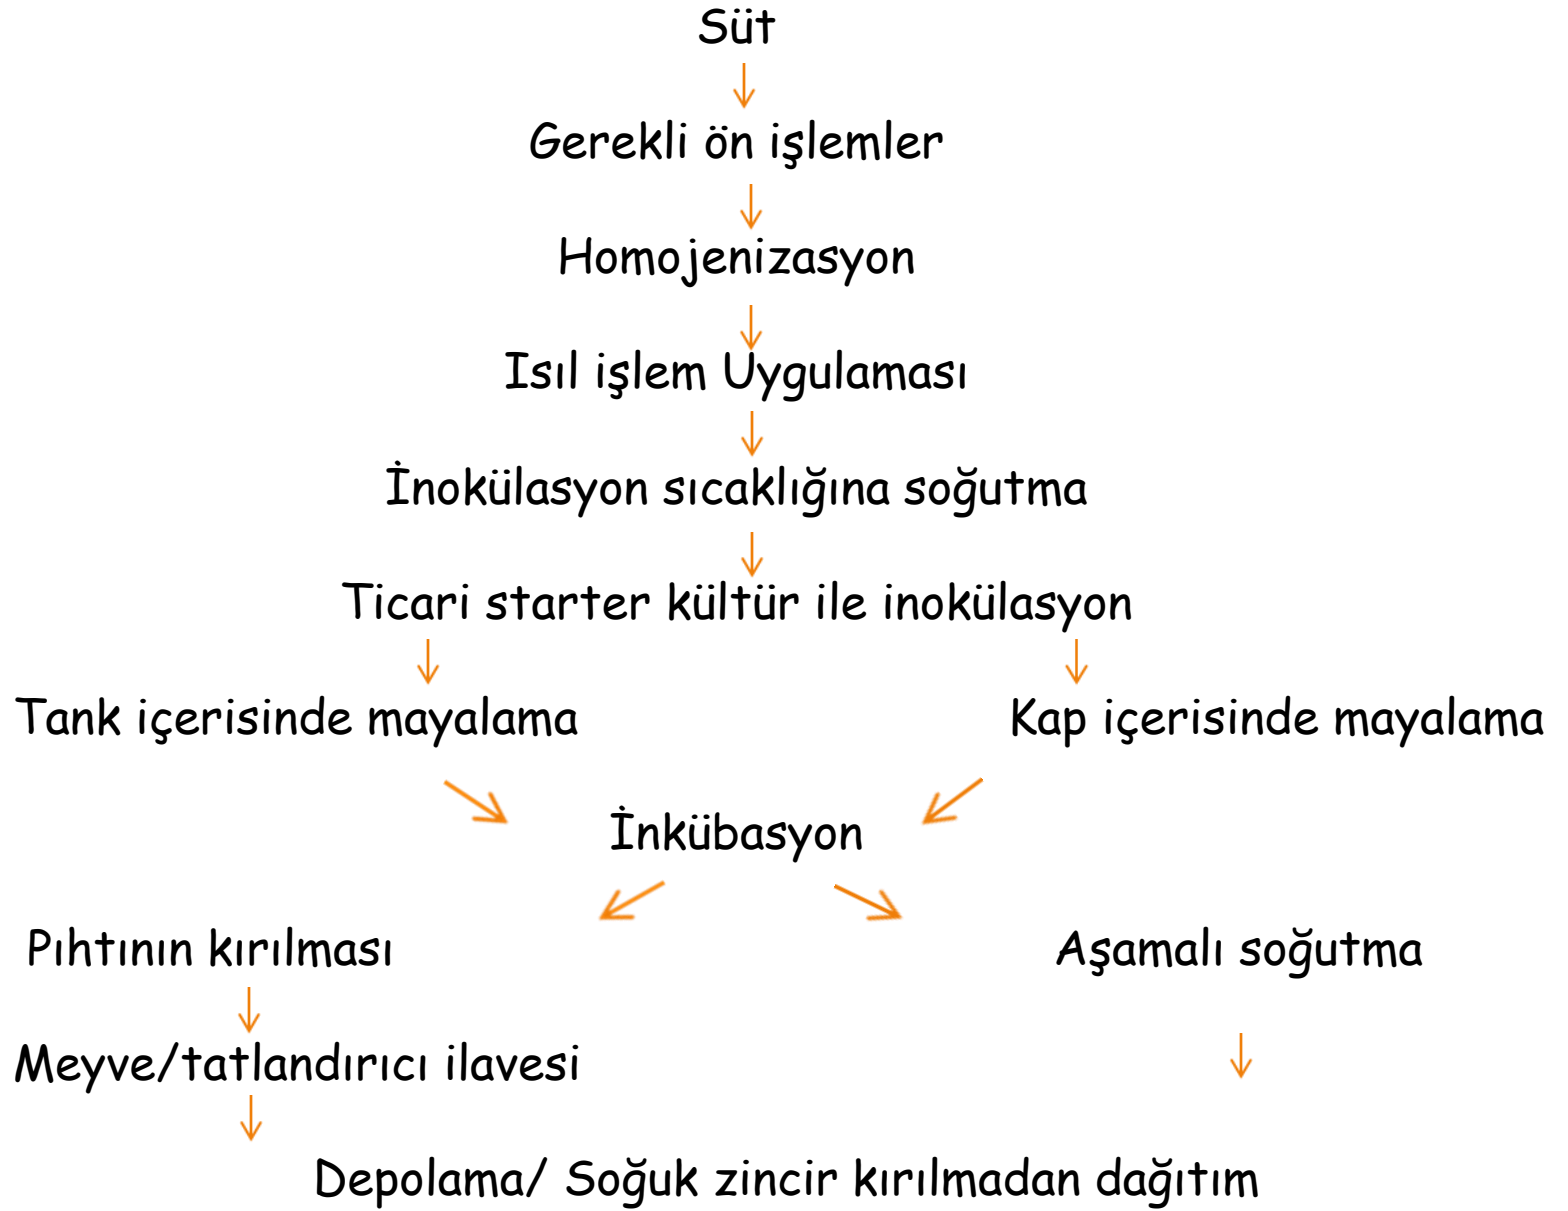 Süt
Gerekli ön işlemler
Homojenizasyon
Isıl işlem Uygulaması
İnokülasyon sıcaklığına soğutma
Ticari starter kültür ile inokülasyon
Tank içerisinde mayalama
Kap içerisinde mayalama
İnkübasyon
Pıhtının kırılması
Aşamalı soğutma
Meyve/tatlandırıcı ilavesi
Depolama/ Soğuk zincir kırılmadan dağıtım